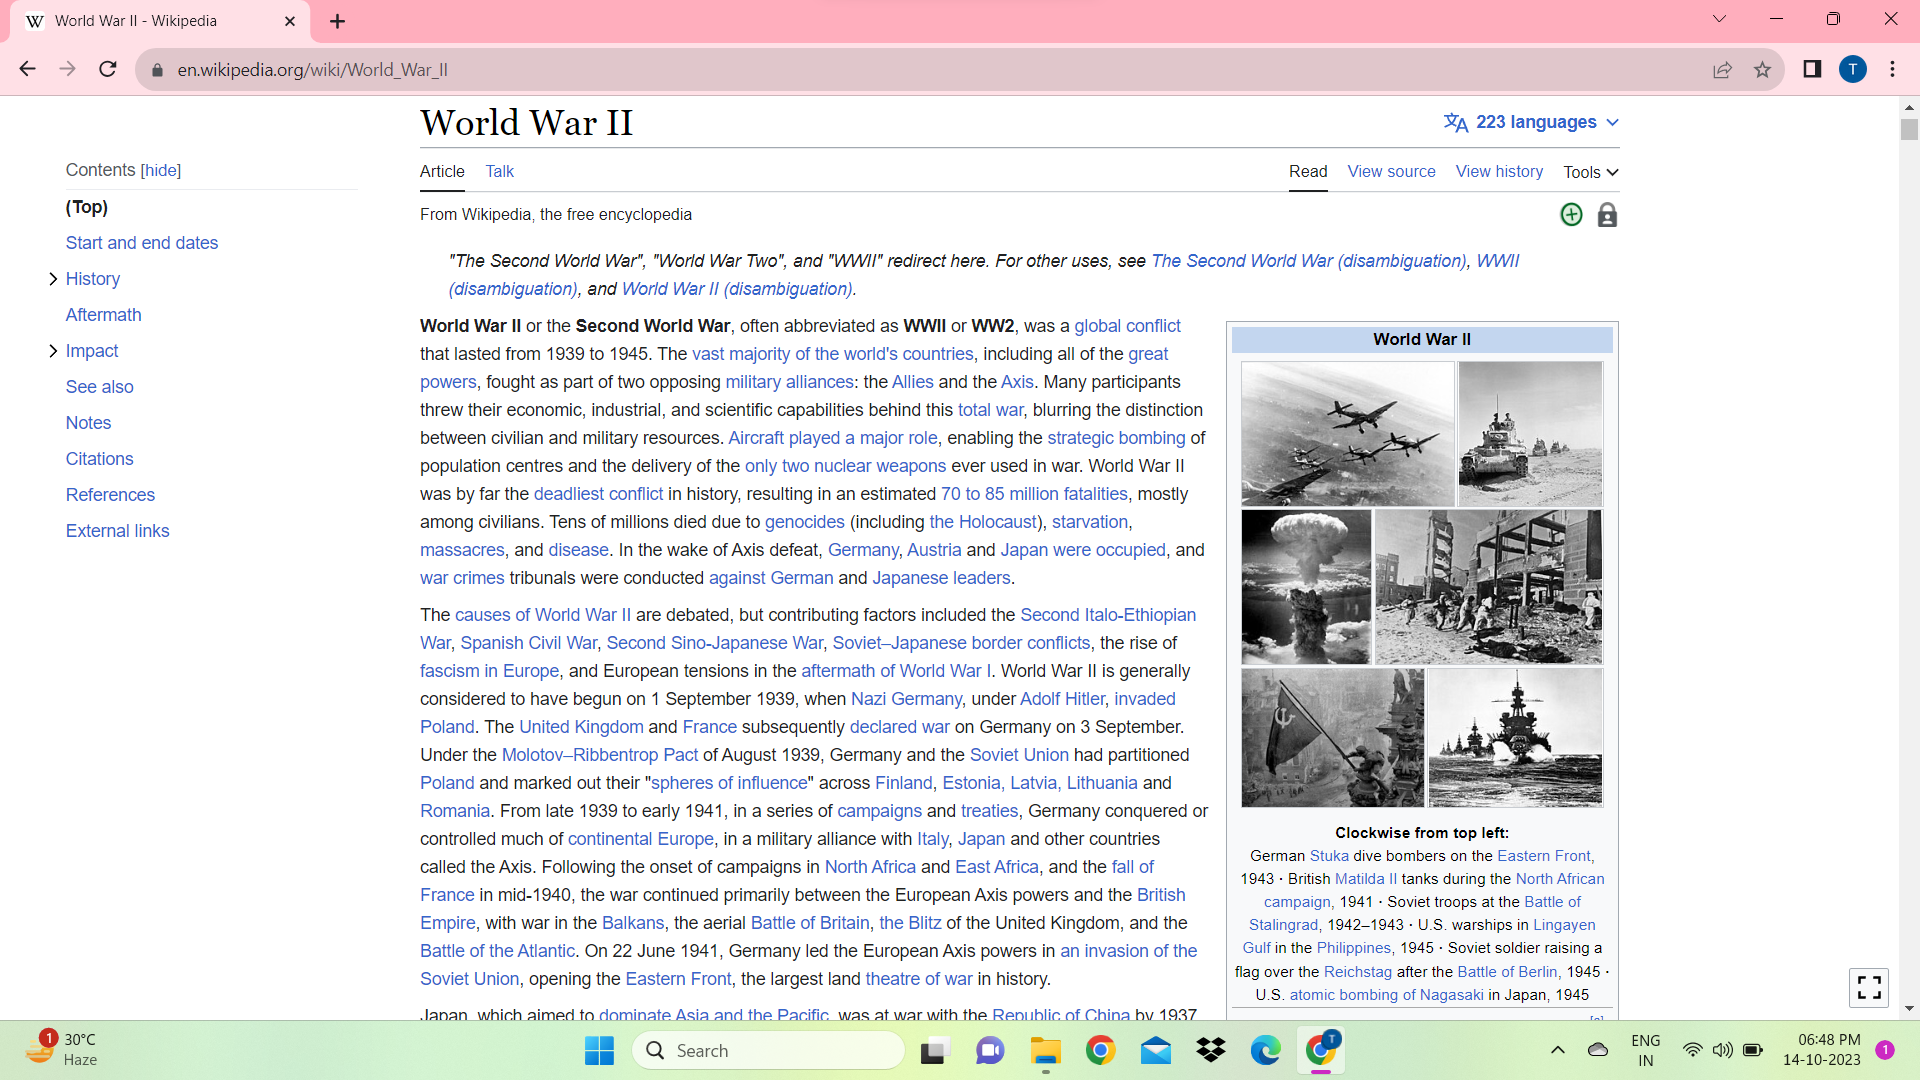 World War II - Wikipedia
en.wikipedia.org/wiki/World_War_II
T
World War II
223 languages
Contents [hide]
(Top)
Start and end dates
History
Aftermath
Impact
See also
Notes
Citations
References
External links
Article Talk
Read View source View history Tools
From Wikipedia, the free encyclopedia
"The Second World War", "World War Two", and "WWII" redirect here. For other uses, see The Second World War (disambiguation), WWII
(disambiguation), and World War II (disambiguation).
World War II or the Second World War, often abbreviated as WWII or WW2, was a global conflict
that lasted from 1939 to 1945. The vast majority of the world's countries, including all of the great
powers, fought as part of two opposing military alliances: the Allies and the Axis. Many participants
threw their economic, industrial, and scientific capabilities behind this total war, blurring the distinction
between civilian and military resources. Aircraft played a major role, enabling the strategic bombing of
population centres and the delivery of the only two nuclear weapons ever used in war. World War II
was by far the deadliest conflict in history, resulting in an estimated 70 to 85 million fatalities, mostly
among civilians. Tens of millions died due to genocides (including the Holocaust), starvation,
massacres, and disease. In the wake of Axis defeat, Germany, Austria and Japan were occupied, and
war crimes tribunals were conducted against German and Japanese leaders.
The causes of World War II are debated, but contributing factors included the Second Italo-Ethiopian
War, Spanish Civil War, Second Sino-Japanese War, Soviet–Japanese border conflicts, the rise of
fascism in Europe, and European tensions in the aftermath of World War I. World War II is generally
considered to have begun on 1 September 1939, when Nazi Germany, under Adolf Hitler, invaded
Poland. The United Kingdom and France subsequently declared war on Germany on 3 September.
Under the Molotov–Ribbentrop Pact of August 1939, Germany and the Soviet Union had partitioned
Poland and marked out their "spheres of influence" across Finland, Estonia, Latvia, Lithuania and
Romania. From late 1939 to early 1941, in a series of campaigns and treaties, Germany conquered or
controlled much of continental Europe, in a military alliance with Italy, Japan and other countries
called the Axis. Following the onset of campaigns in North Africa and East Africa, and the fall of
France in mid-1940, the war continued primarily between the European Axis powers and the British
Empire, with war in the Balkans, the aerial Battle of Britain, the Blitz of the United Kingdom, and the
Battle of the Atlantic. On 22 June 1941, Germany led the European Axis powers in an invasion of the
Soviet Union, opening the Eastern Front, the largest land theatre of war in history.
Japan, which aimed to dominate Asia and the Pacific, was at war with the Republic of China by 1937.
World War II
Clockwise from top left:
German Stuka dive bombers on the Eastern Front,
1943 · British Matilda II tanks during the North African
campaign, 1941 · Soviet troops at the Battle of
Stalingrad, 1942–1943 · U.S. warships in Lingayen
Gulf in the Philippines, 1945 · Soviet soldier raising a
flag over the Reichstag after the Battle of Berlin, 1945 ·
U.S. atomic bombing of Nagasaki in Japan, 1945
1
30°C
Haze
Search
T
ENG
IN
06:48 PM
14-10-2023
1